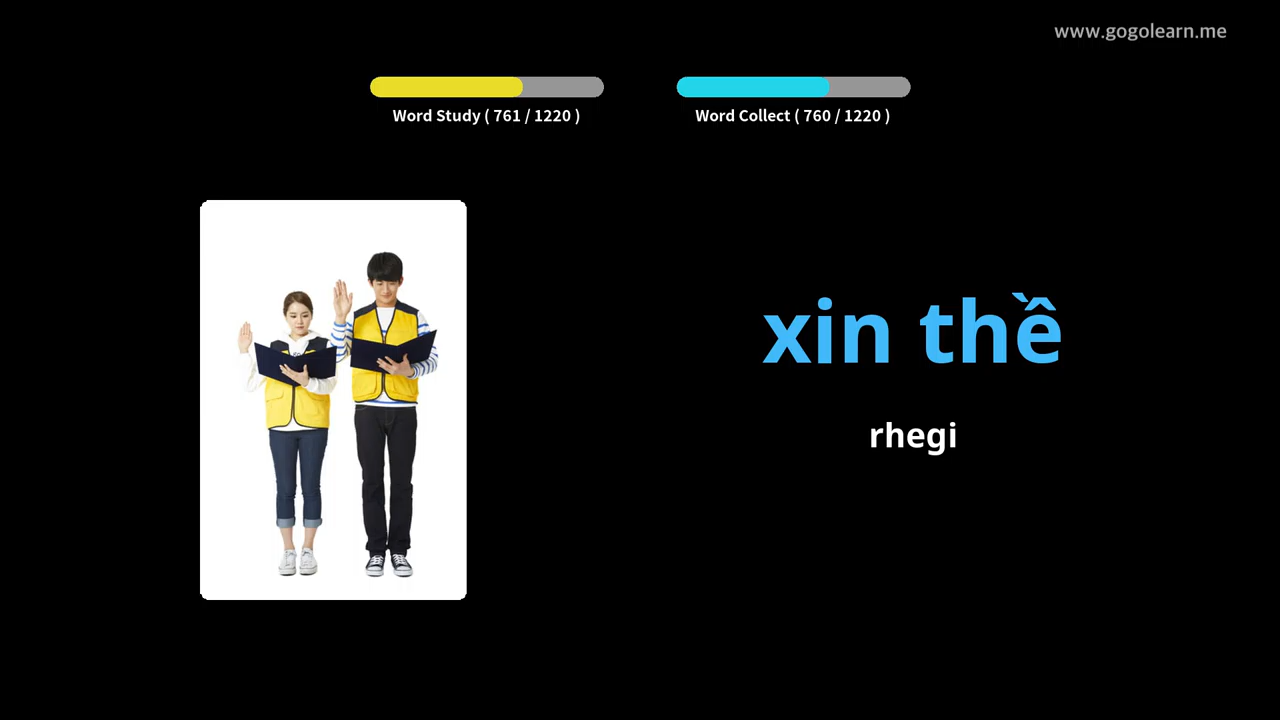 www.gogolearn.me
Word Study ( 761 / 1220 )
Word Collect ( 760 / 1220 )
xin thề
rhegi